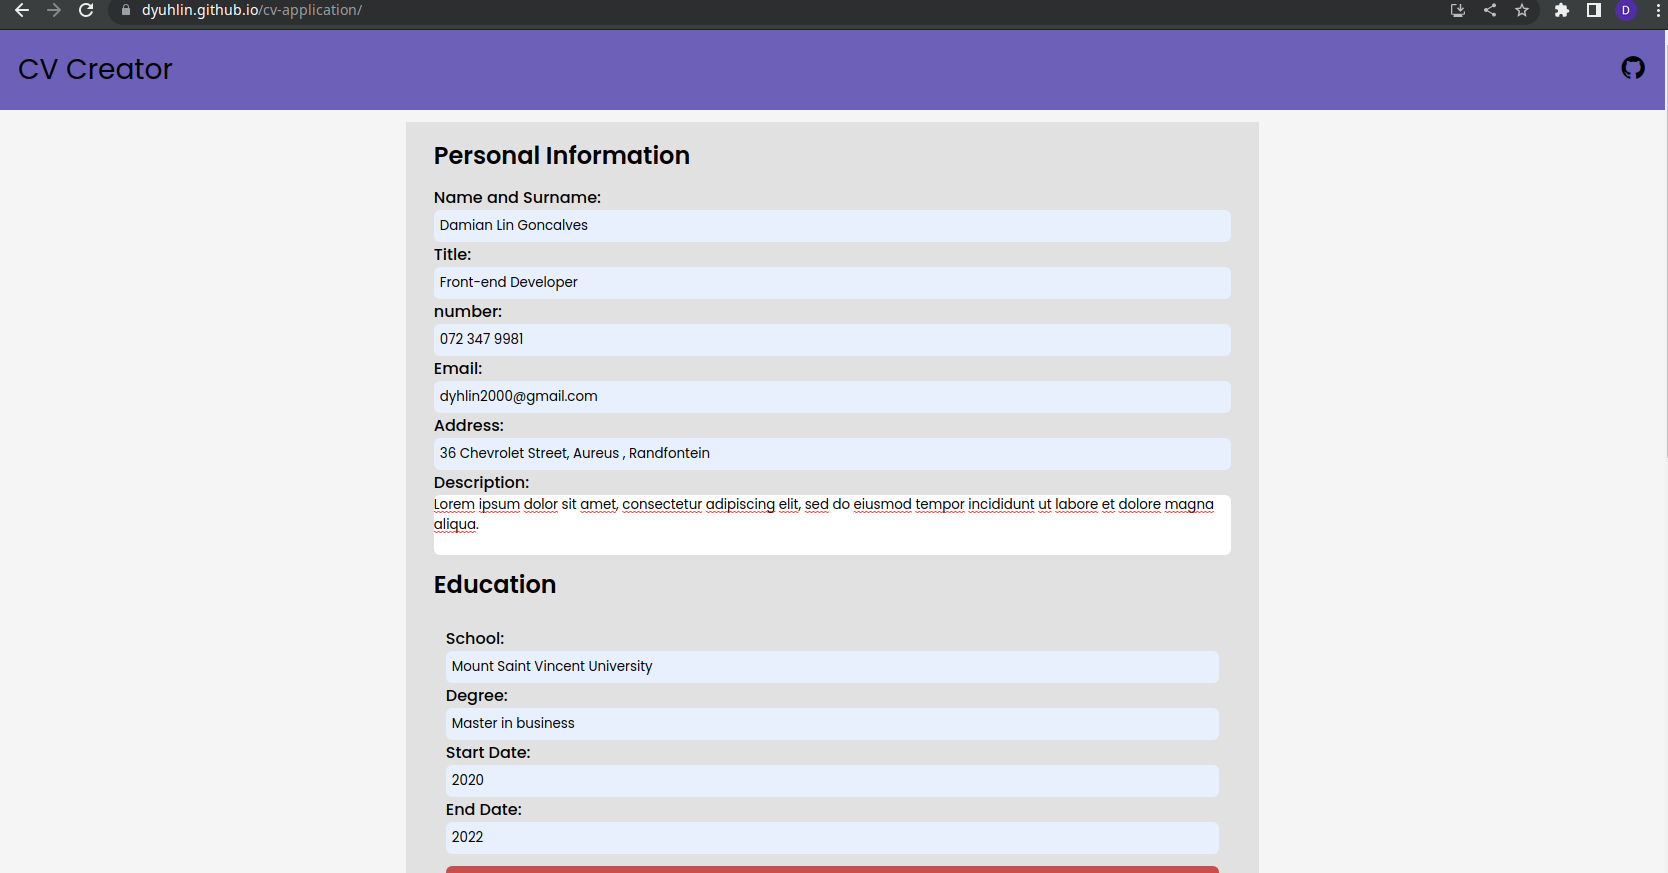 dyuhlin.github.io/cv-application/
D
CV Creator
Personal Information
Name and Surname:
Damian Lin Goncalves
Title:
Front-end Developer
number:
072 347 9981
Email:
dyhlin2000@gmail.com
Address:
36 Chevrolet Street, Aureus , Randfontein
Description:
Lorem ipsum dolor sit amet, consectetur adipiscing elit, sed do eiusmod tempor incididunt ut labore et dolore magna
aliqua.
Education
School:
Mount Saint Vincent University
Degree:
Master in business
Start Date:
2020
End Date:
2022